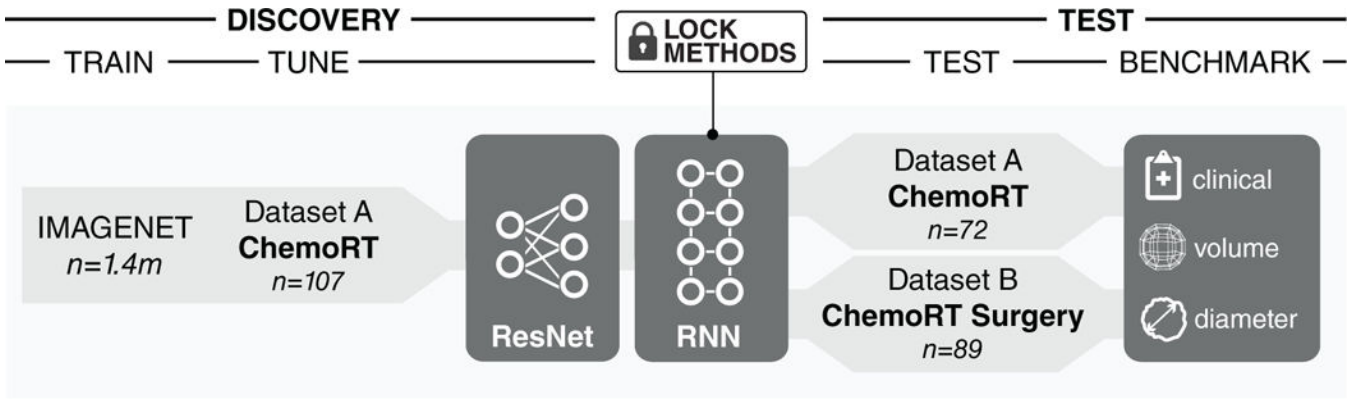 DISCOVERY
LOCK
METHODS
TEST
TRAIN
TUNE
TEST
BENCHMARK
IMAGENET
n=1.4m
Dataset A
ChemoRT
n=107
ResNet
RNN
Dataset A
ChemoRT
n=72
Dataset B
ChemoRT Surgery
n=89
clinical
volume
diameter